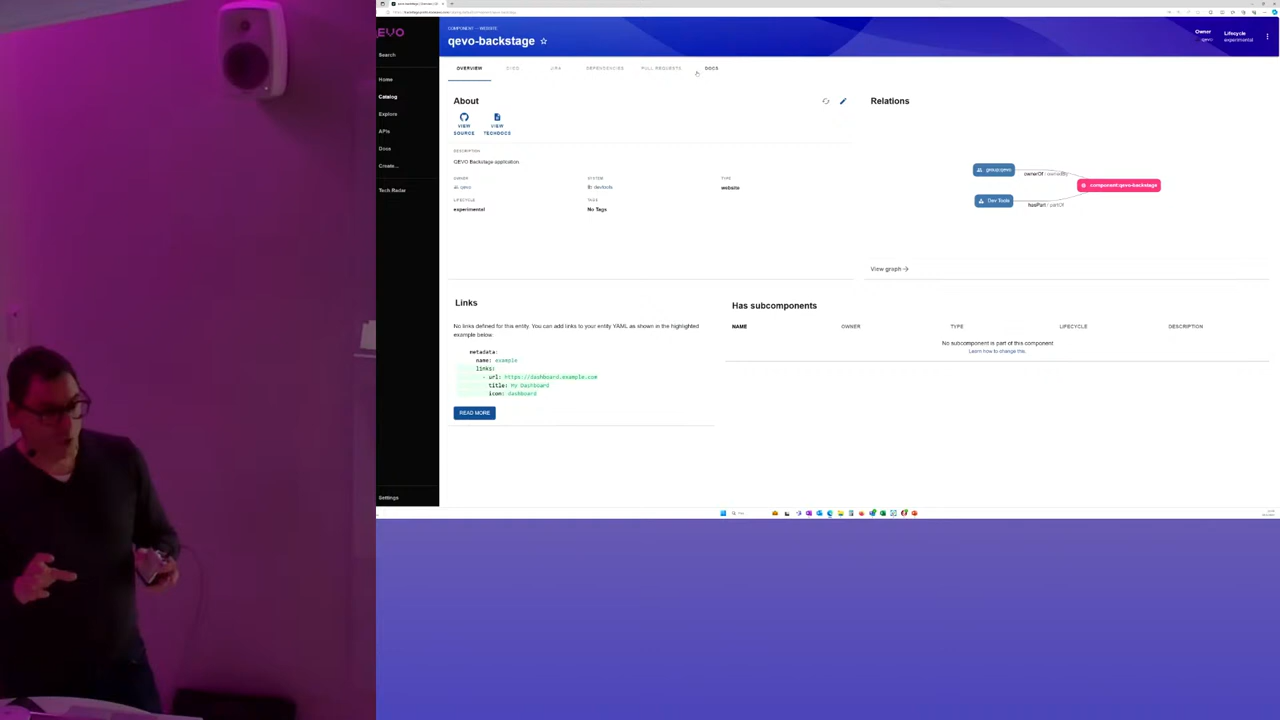 QEVO
Search
Home
Catalog
Explore
APIs
Docs
Create...
Tech Radar
Settings
COMPONENT — WEBSITE
qevo-backstage
Owner
qevo
Lifecycle
experimental
OVERVIEW
CI/CD
JIRA
DEPENDENCIES
PULL REQUESTS
DOCS
About
VIEW SOURCE
VIEW TECHDOCS
DESCRIPTION
QEVO Backstage application.
OWNER
qevo
SYSTEM
devtools
TYPE
website
LIFECYCLE
experimental
TAGS
No Tags
Relations
group:qevo
ownerOf / ownedBy
component:qevo-backstage
Dev Tools
hasPart / partOf
View graph
Links
No links defined for this entity. You can add links to your entity YAML as shown in the highlighted
example below.
metadata:
name: example
links:
- url: https://dashboard.example.com
title: My Dashboard
icon: dashboard
READ MORE
Has subcomponents
NAME
OWNER
TYPE
LIFECYCLE
DESCRIPTION
No subcomponent is part of this component
Learn how to change this.